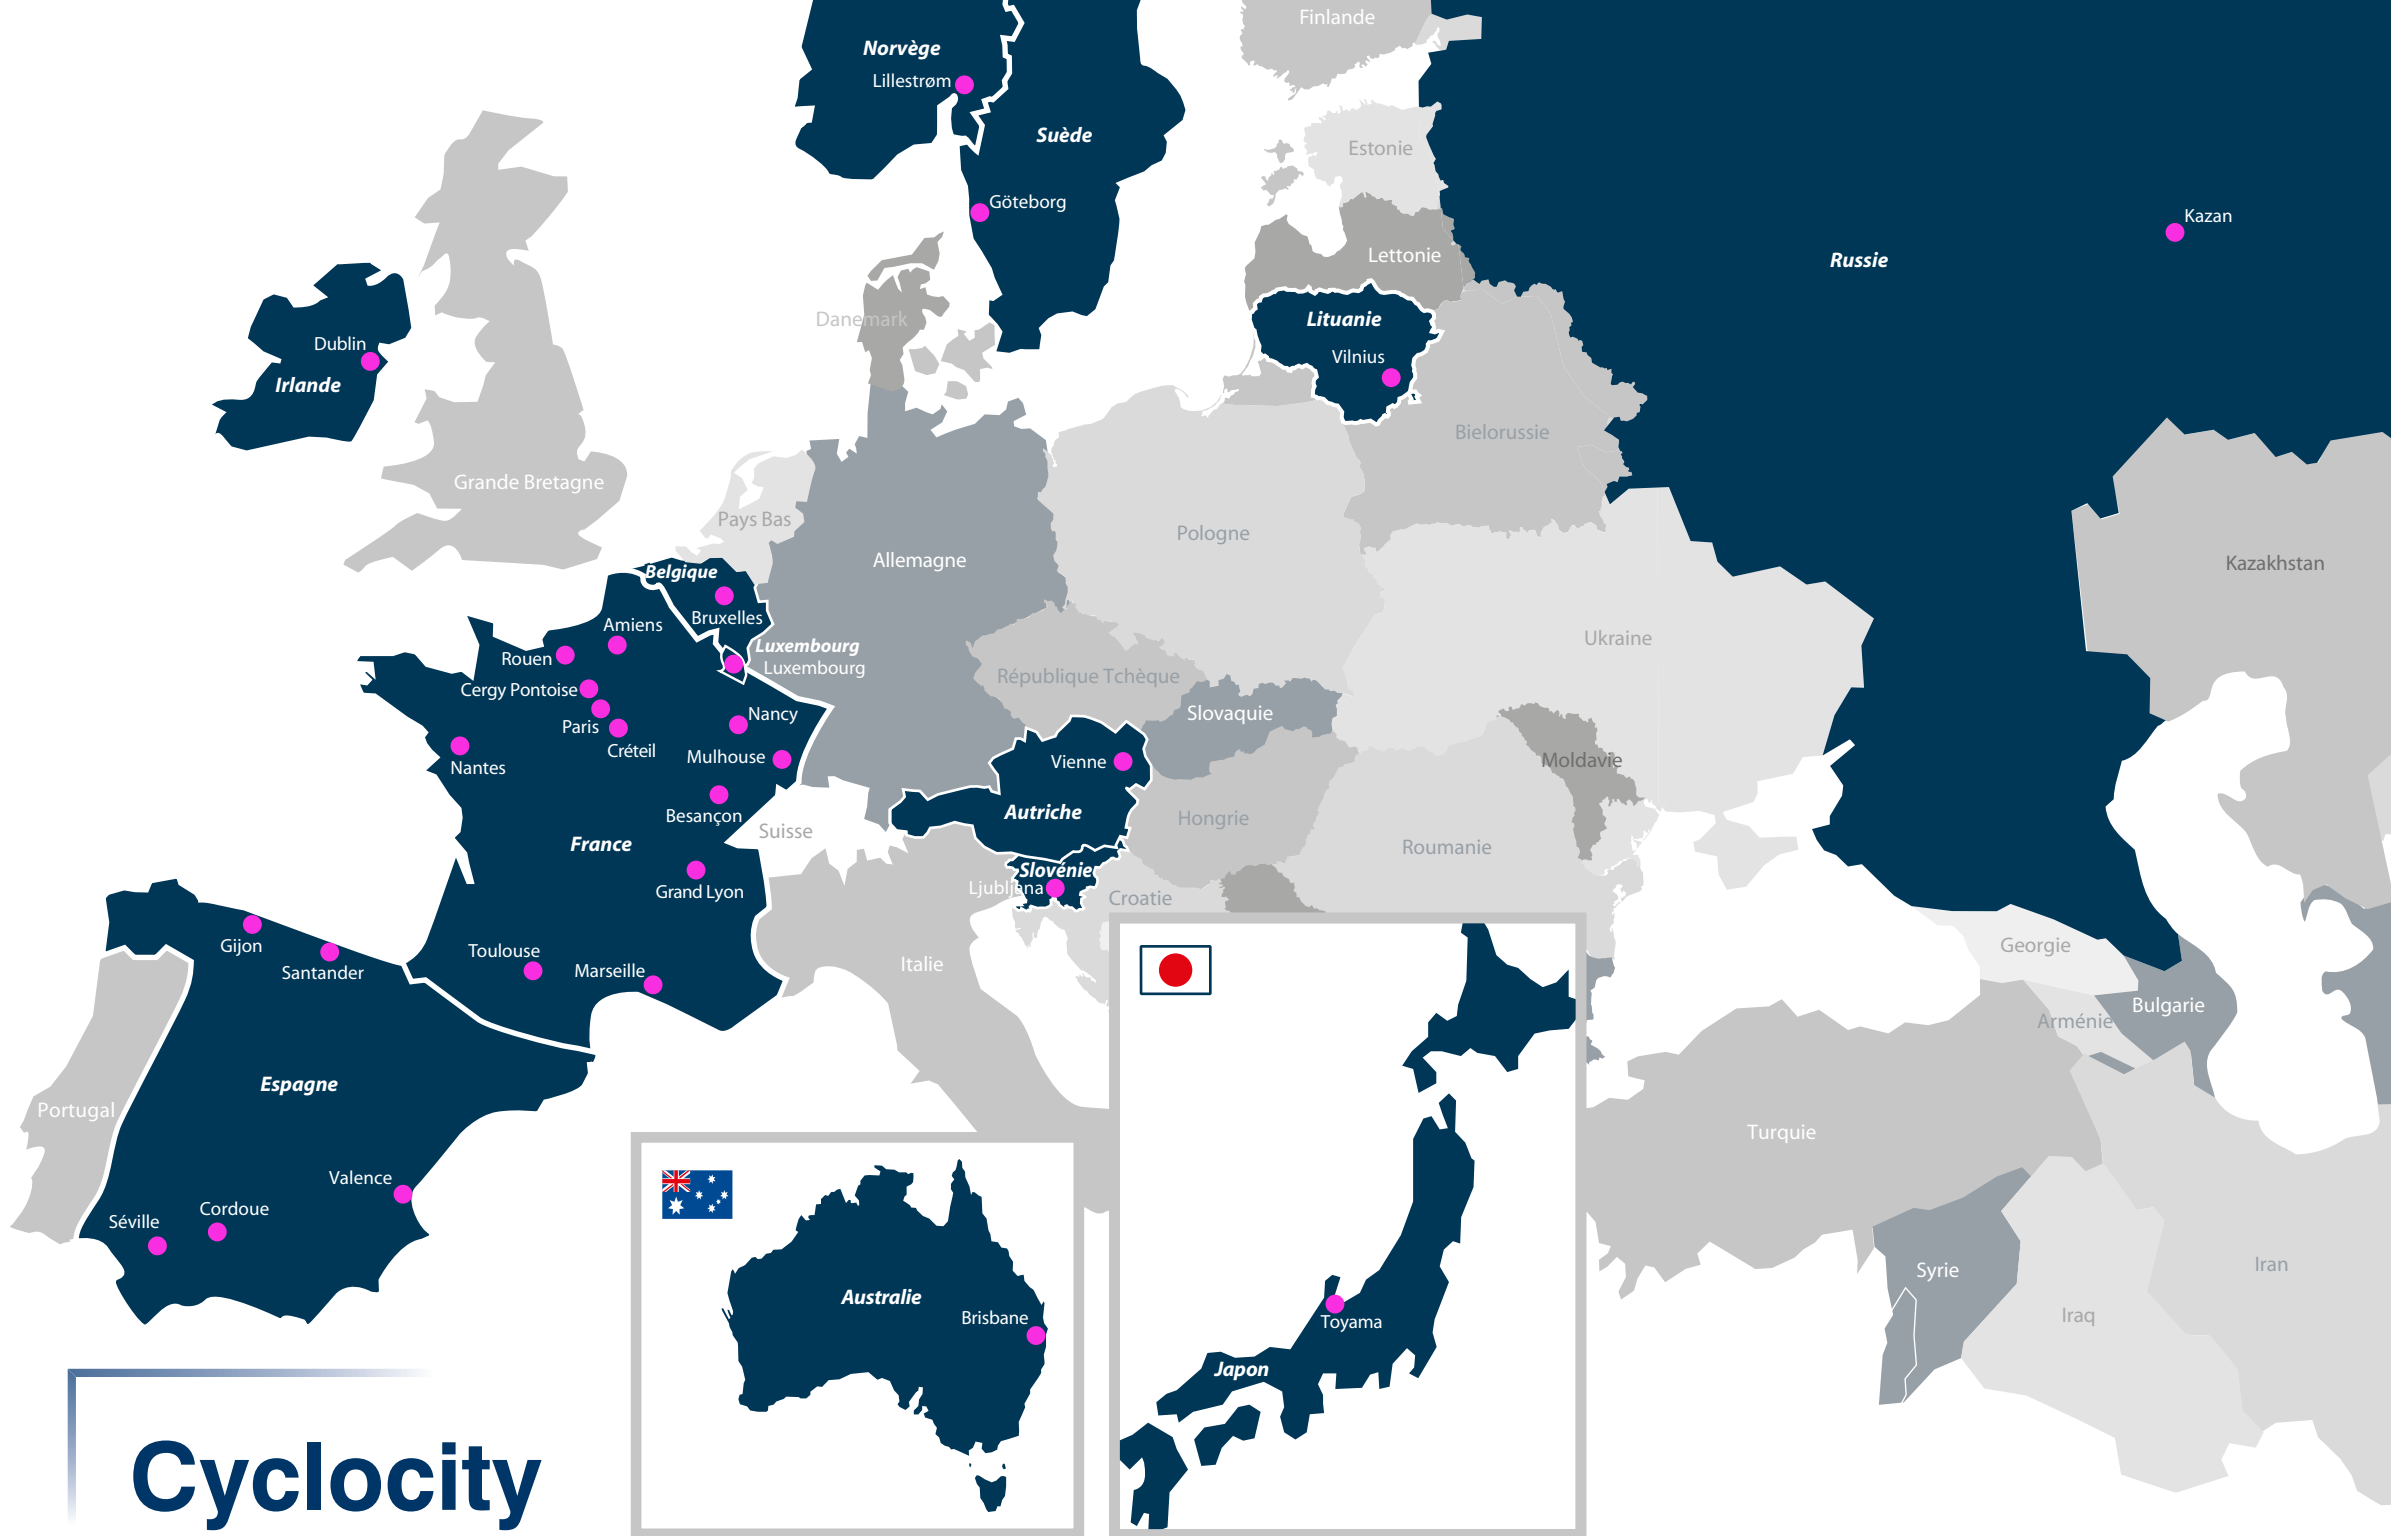 Finlande
Norvège
Lillestrøm
Suède
Göteborg
Estonie
Lettonie
Kazan
Russie
Danemark
Lituanie
Vilnius
Dublin
Irlande
Grande Bretagne
Pays Bas
Allemagne
Pologne
Bielorussie
Kazakhstan
Ukraine
Belgique
Bruxelles
Amiens
Rouen
Luxembourg
Luxembourg
Cergy Pontoise
Paris
Créteil
Nancy
Mulhouse
Nantes
Besançon
France
Suisse
Grand Lyon
République Tchèque
Slovaquie
Vienne
Autriche
Hongrie
Moldavie
Roumanie
Slovénie
Ljubljana
Croatie
Italie
Gijon
Santander
Toulouse
Marseille
Georgie
Bulgarie
Arménie
Espagne
Portugal
Turquie
Valence
Cordoue
Séville
Syrie
Iran
Iraq
Australie
Brisbane
Toyama
Japon
Cyclocity